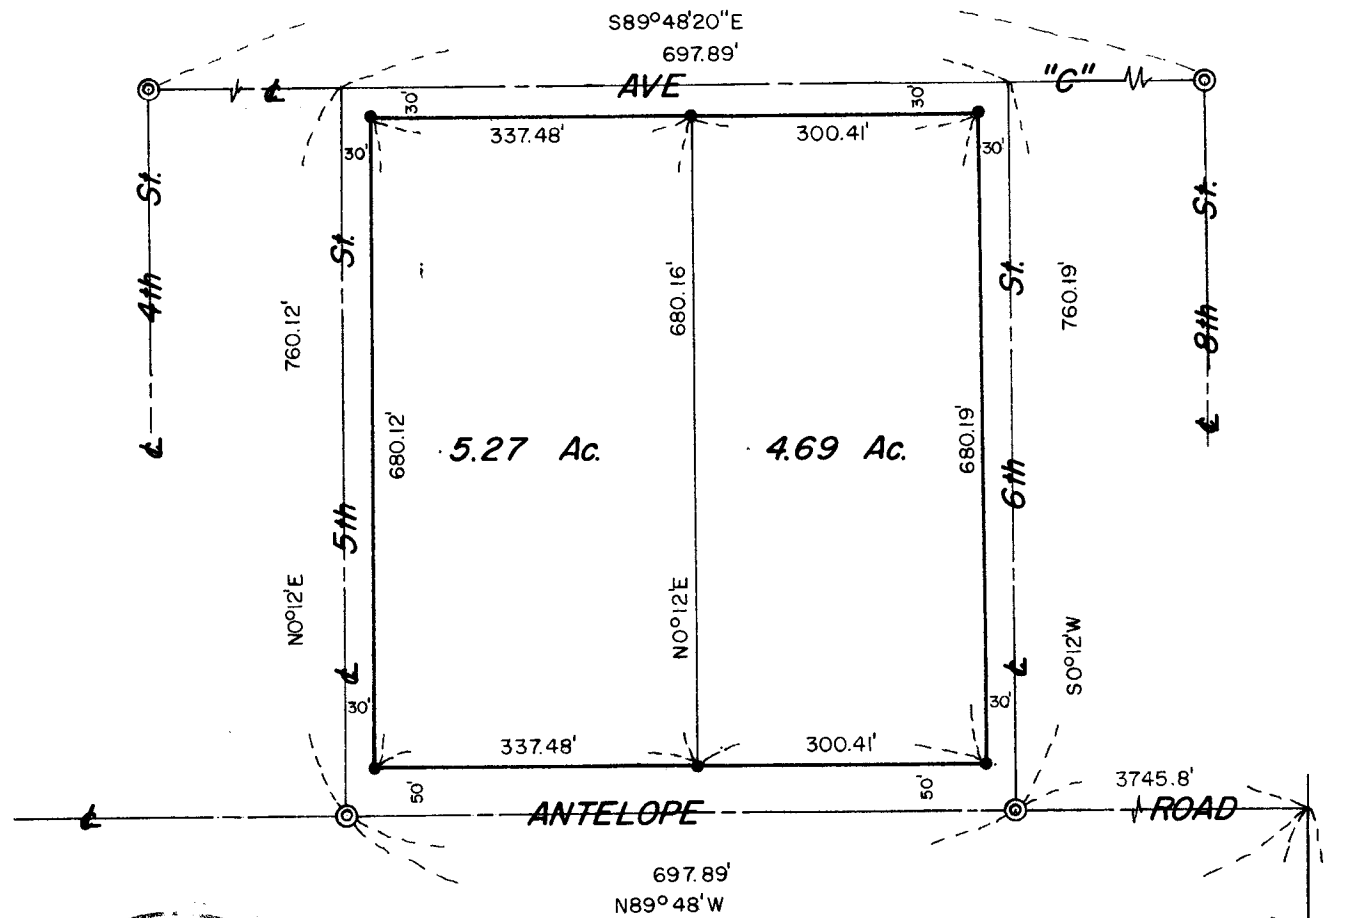 S89°48'20"E
697.89'
℄ AVE "C"
30' 30'
337.48' 300.41'
30' 30'
4th St.
℄
5th St.
℄
6th St.
℄
8th St.
℄
760.12'
N0°12'E
680.12'
680.16'
N0°12'E
680.19'
760.19'
S0°12'W
5.27 Ac. 4.69 Ac.
30' 30'
337.48' 300.41'
50' 50'
3745.8'
℄ ANTELOPE ROAD
697.89'
N89°48'W